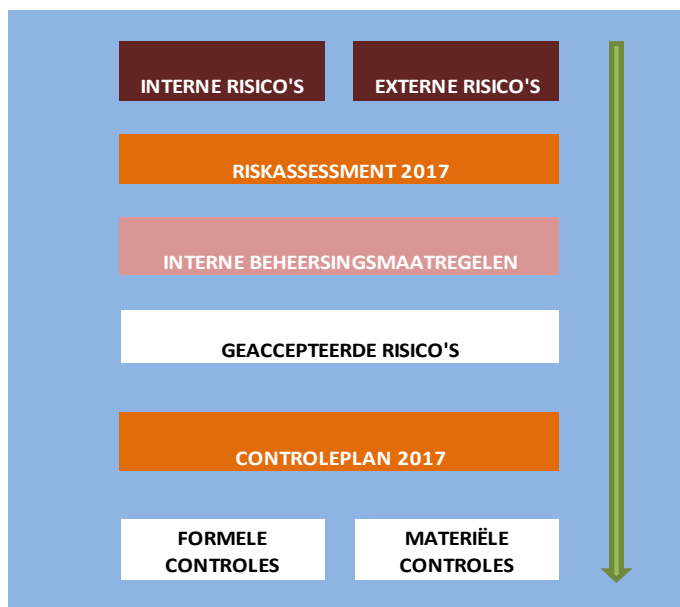 INTERNE RISICO'S
EXTERNE RISICO'S
RISKASSESSMENT 2017
INTERNE BEHEERSINGSMAATREGELEN
GEACCEPTEERDE RISICO'S
CONTROLEPLAN 2017
FORMELE
CONTROLES
MATERIËLE
CONTROLES